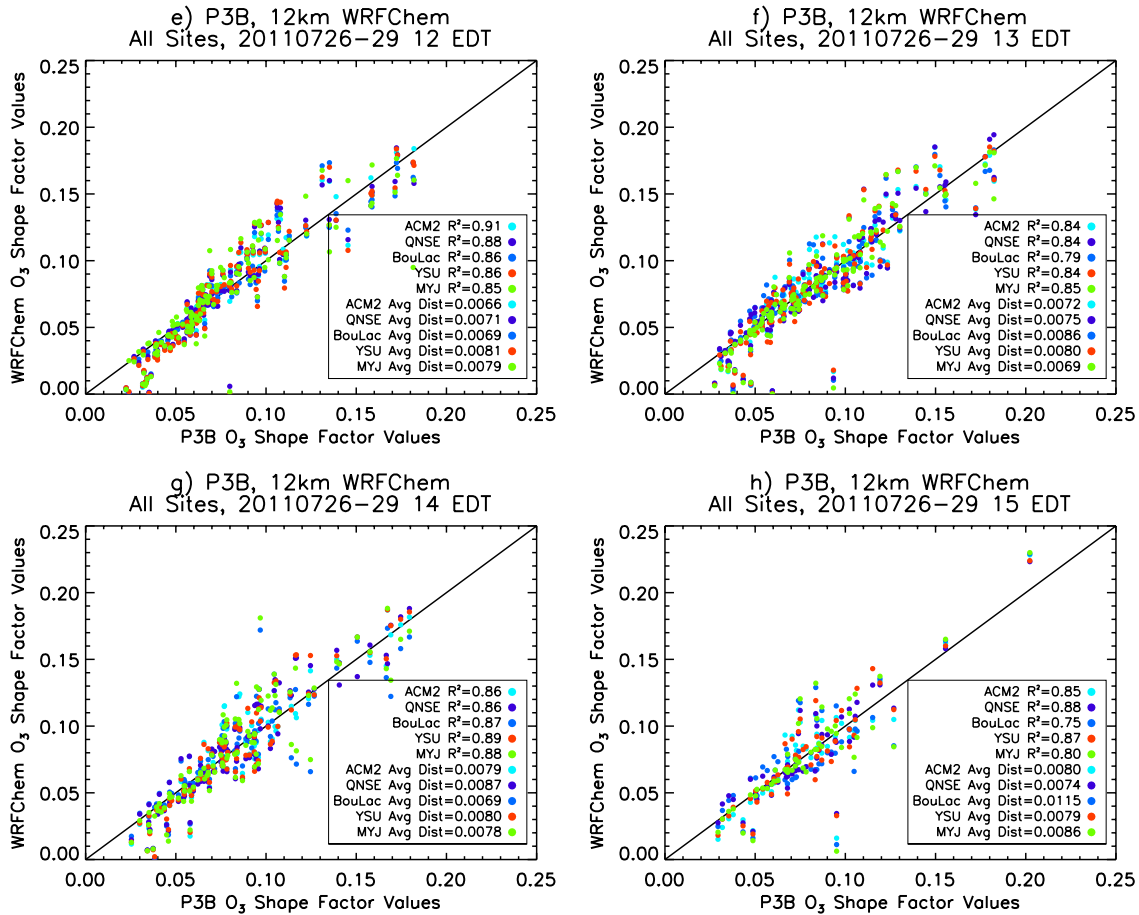 e) P3B, 12km WRFChem
All Sites, 20110726-29 12 EDT
WRFChem O₃ Shape Factor Values
0.25
0.20
0.15
0.10
0.05
0.00
ACM2 R²=0.91
QNSE R²=0.88
BouLac R²=0.86
YSU R²=0.86
MYJ R²=0.85
ACM2 Avg Dist=0.0066
QNSE Avg Dist=0.0071
BouLac Avg Dist=0.0069
YSU Avg Dist=0.0081
MYJ Avg Dist=0.0079
0.00 0.05 0.10 0.15 0.20 0.25
P3B O₃ Shape Factor Values
f) P3B, 12km WRFChem
All Sites, 20110726-29 13 EDT
WRFChem O₃ Shape Factor Values
0.25
0.20
0.15
0.10
0.05
0.00
ACM2 R²=0.84
QNSE R²=0.84
BouLac R²=0.79
YSU R²=0.84
MYJ R²=0.85
ACM2 Avg Dist=0.0072
QNSE Avg Dist=0.0075
BouLac Avg Dist=0.0086
YSU Avg Dist=0.0080
MYJ Avg Dist=0.0069
0.00 0.05 0.10 0.15 0.20 0.25
P3B O₃ Shape Factor Values
g) P3B, 12km WRFChem
All Sites, 20110726-29 14 EDT
WRFChem O₃ Shape Factor Values
0.25
0.20
0.15
0.10
0.05
0.00
ACM2 R²=0.86
QNSE R²=0.86
BouLac R²=0.87
YSU R²=0.89
MYJ R²=0.88
ACM2 Avg Dist=0.0079
QNSE Avg Dist=0.0087
BouLac Avg Dist=0.0069
YSU Avg Dist=0.0080
MYJ Avg Dist=0.0078
0.00 0.05 0.10 0.15 0.20 0.25
P3B O₃ Shape Factor Values
h) P3B, 12km WRFChem
All Sites, 20110726-29 15 EDT
WRFChem O₃ Shape Factor Values
0.25
0.20
0.15
0.10
0.05
0.00
ACM2 R²=0.85
QNSE R²=0.88
BouLac R²=0.75
YSU R²=0.87
MYJ R²=0.80
ACM2 Avg Dist=0.0080
QNSE Avg Dist=0.0074
BouLac Avg Dist=0.0115
YSU Avg Dist=0.0079
MYJ Avg Dist=0.0086
0.00 0.05 0.10 0.15 0.20 0.25
P3B O₃ Shape Factor Values